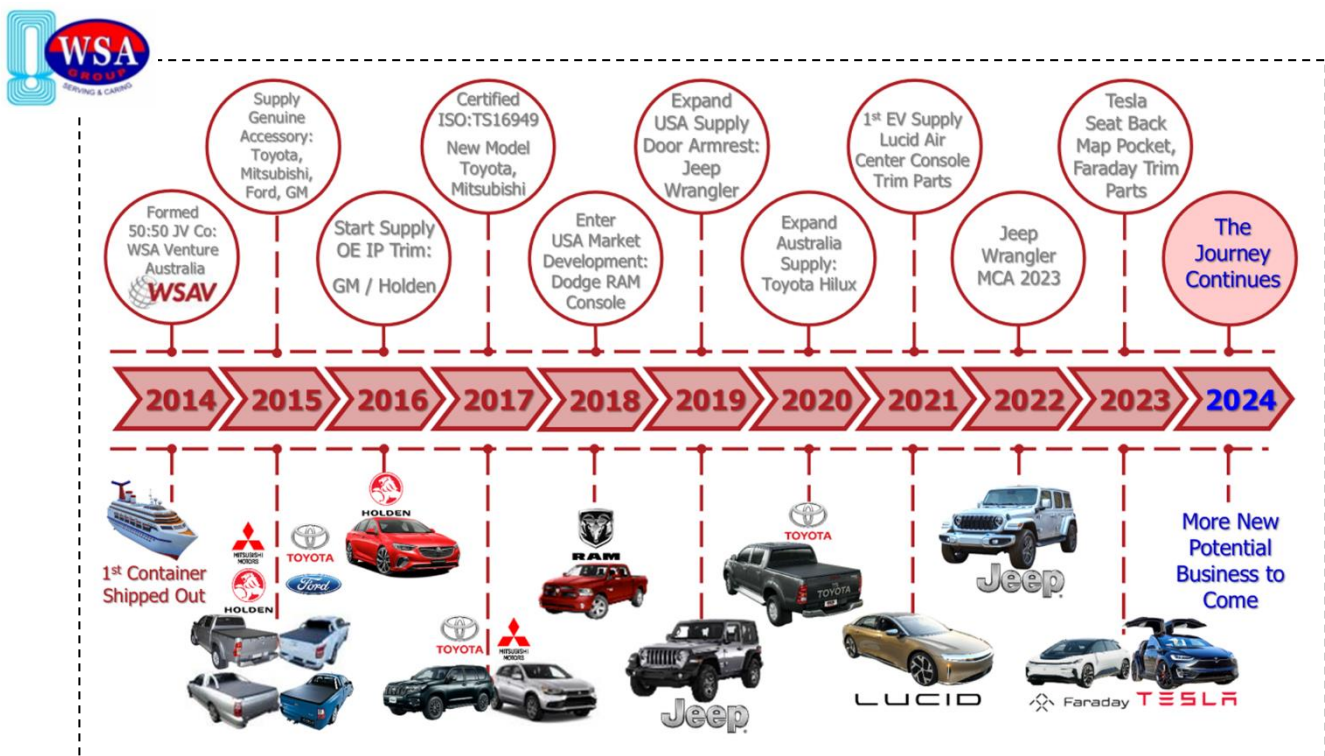 WSA
GROUP
SERVING & CARING
Formed
50:50 JV Co:
WSA Venture
Australia
WSAV
Supply
Genuine
Accessory:
Toyota,
Mitsubishi,
Ford, GM
Start Supply
OE IP Trim:
GM / Holden
Certified
ISO:TS16949
New Model
Toyota,
Mitsubishi
Enter
USA Market
Development:
Dodge RAM
Console
Expand
USA Supply
Door Armrest:
Jeep
Wrangler
Expand
Australia
Supply:
Toyota Hilux
1st EV Supply
Lucid Air
Center Console
Trim Parts
Jeep
Wrangler
MCA 2023
Tesla
Seat Back
Map Pocket,
Faraday Trim
Parts
The
Journey
Continues
2014 2015 2016 2017 2018 2019 2020 2021 2022 2023 2024
1st Container
Shipped Out
MITSUBISHI
MOTORS
HOLDEN
TOYOTA
Ford
HOLDEN
TOYOTA
MITSUBISHI
MOTORS
RAM
Jeep
TOYOTA
TOYOTA
LUCID
Jeep
Faraday
TESLA
More New
Potential
Business to
Come